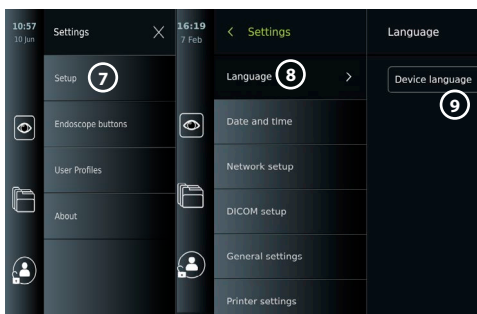 10:57
10 Jun
Settings
Setup
7
Endoscope buttons
User Profiles
About
16:19
7 Feb
Settings
Language
8
Date and time
Network setup
DICOM setup
General settings
Printer settings
Language
Device language
9